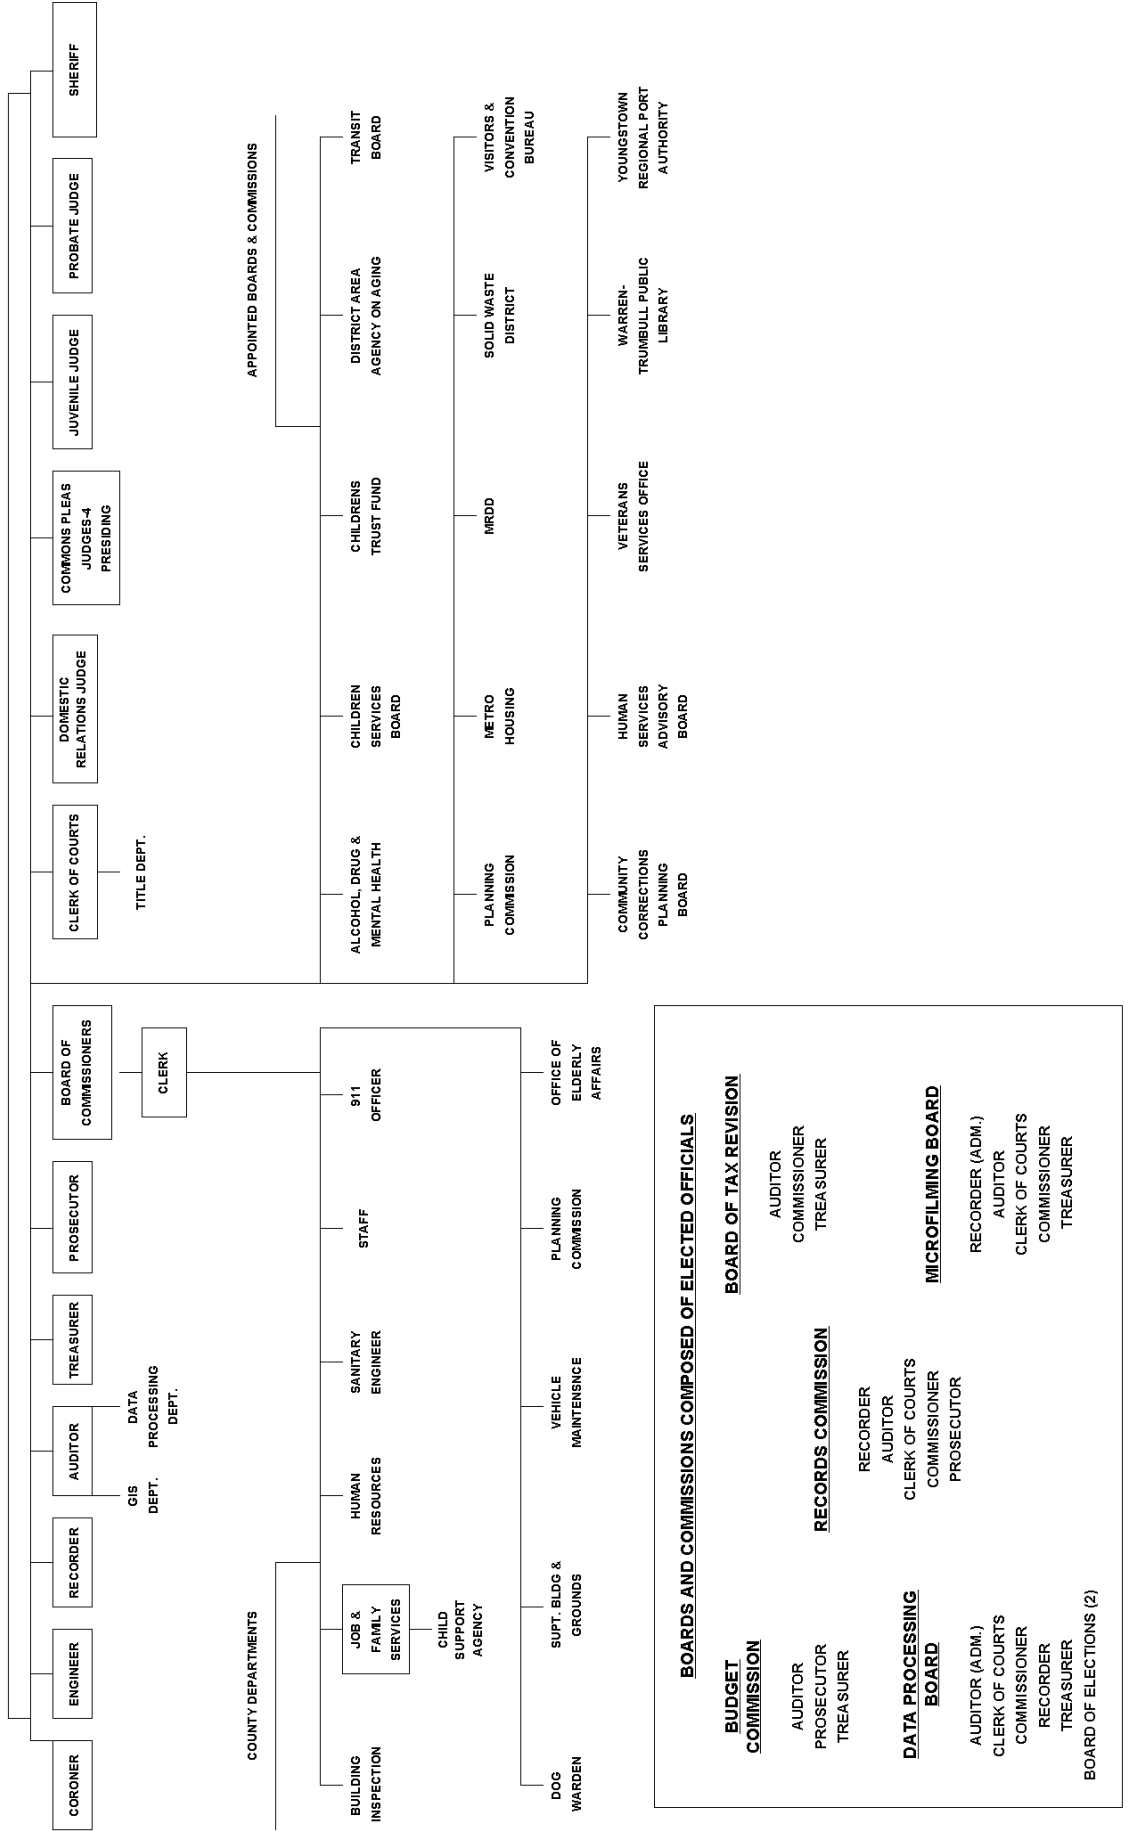 CORONER
ENGINEER
RECORDER
AUDITOR
GIS
DEPT.
DATA
PROCESSING
DEPT.
TREASURER
PROSECUTOR
BOARD OF
COMMISSIONERS
CLERK
CLERK OF COURTS
TITLE DEPT.
DOMESTIC
RELATIONS JUDGE
COMMONS PLEAS
JUDGES-4
PRESIDING
JUVENILE JUDGE
PROBATE JUDGE
SHERIFF
COUNTY DEPARTMENTS
BUILDING
INSPECTION
JOB &
FAMILY
SERVICES
CHILD
SUPPORT
AGENCY
HUMAN
RESOURCES
SANITARY
ENGINEER
STAFF
911
OFFICER
DOG
WARDEN
SUPT. BLDG &
GROUNDS
VEHICLE
MAINTENSNCE
PLANNING
COMMISSION
OFFICE OF
ELDERLY
AFFAIRS
APPOINTED BOARDS & COMMISSIONS
ALCOHOL, DRUG &
MENTAL HEALTH
CHILDREN
SERVICES
BOARD
CHILDRENS
TRUST FUND
DISTRICT AREA
AGENCY ON AGING
TRANSIT
BOARD
PLANNING
COMMISSION
METRO
HOUSING
MRDD
SOLID WASTE
DISTRICT
VISITORS &
CONVENTION
BUREAU
COMMUNITY
CORRECTIONS
PLANNING
BOARD
HUMAN
SERVICES
ADVISORY
BOARD
VETERANS
SERVICES OFFICE
WARREN-
TRUMBULL PUBLIC
LIBRARY
YOUNGSTOWN
REGIONAL PORT
AUTHORITY
BOARDS AND COMMISSIONS COMPOSED OF ELECTED OFFICIALS
BUDGET
COMMISSION
AUDITOR
PROSECUTOR
TREASURER
BOARD OF TAX REVISION
AUDITOR
COMMISSIONER
TREASURER
RECORDS COMMISSION
RECORDER
AUDITOR
CLERK OF COURTS
COMMISSIONER
PROSECUTOR
DATA PROCESSING
BOARD
AUDITOR (ADM.)
CLERK OF COURTS
COMMISSIONER
RECORDER
TREASURER
BOARD OF ELECTIONS (2)
MICROFILMING BOARD
RECORDER (ADM.)
AUDITOR
CLERK OF COURTS
COMMISSIONER
TREASURER